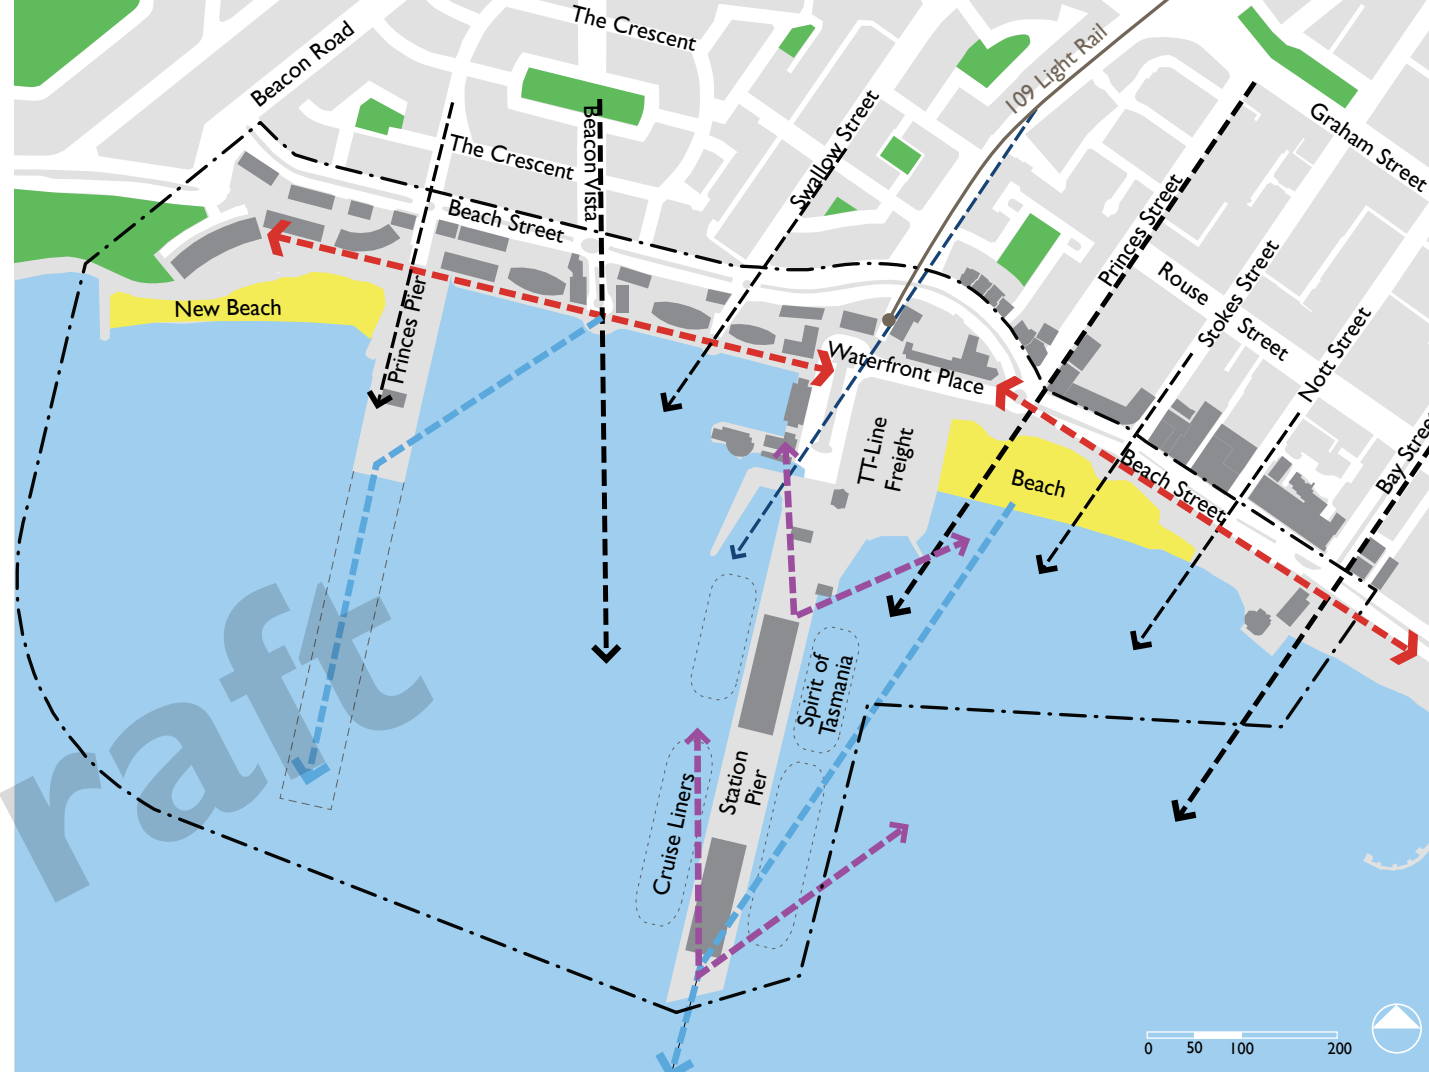 The Crescent
Beacon Road
109 Light Rail
Graham Street
Swallow Street
Beacon Vista
The Crescent
Princes Street
Beach Street
Rouse
Street
Stokes Street
Nott Street
New Beach
Princes Pier
Waterfront Place
Bay Stree
TT-Line
Freight
Beach
Beach Street
raft
Spirit of
Tasmania
Station
Pier
Cruise Liners
0 50 100 200